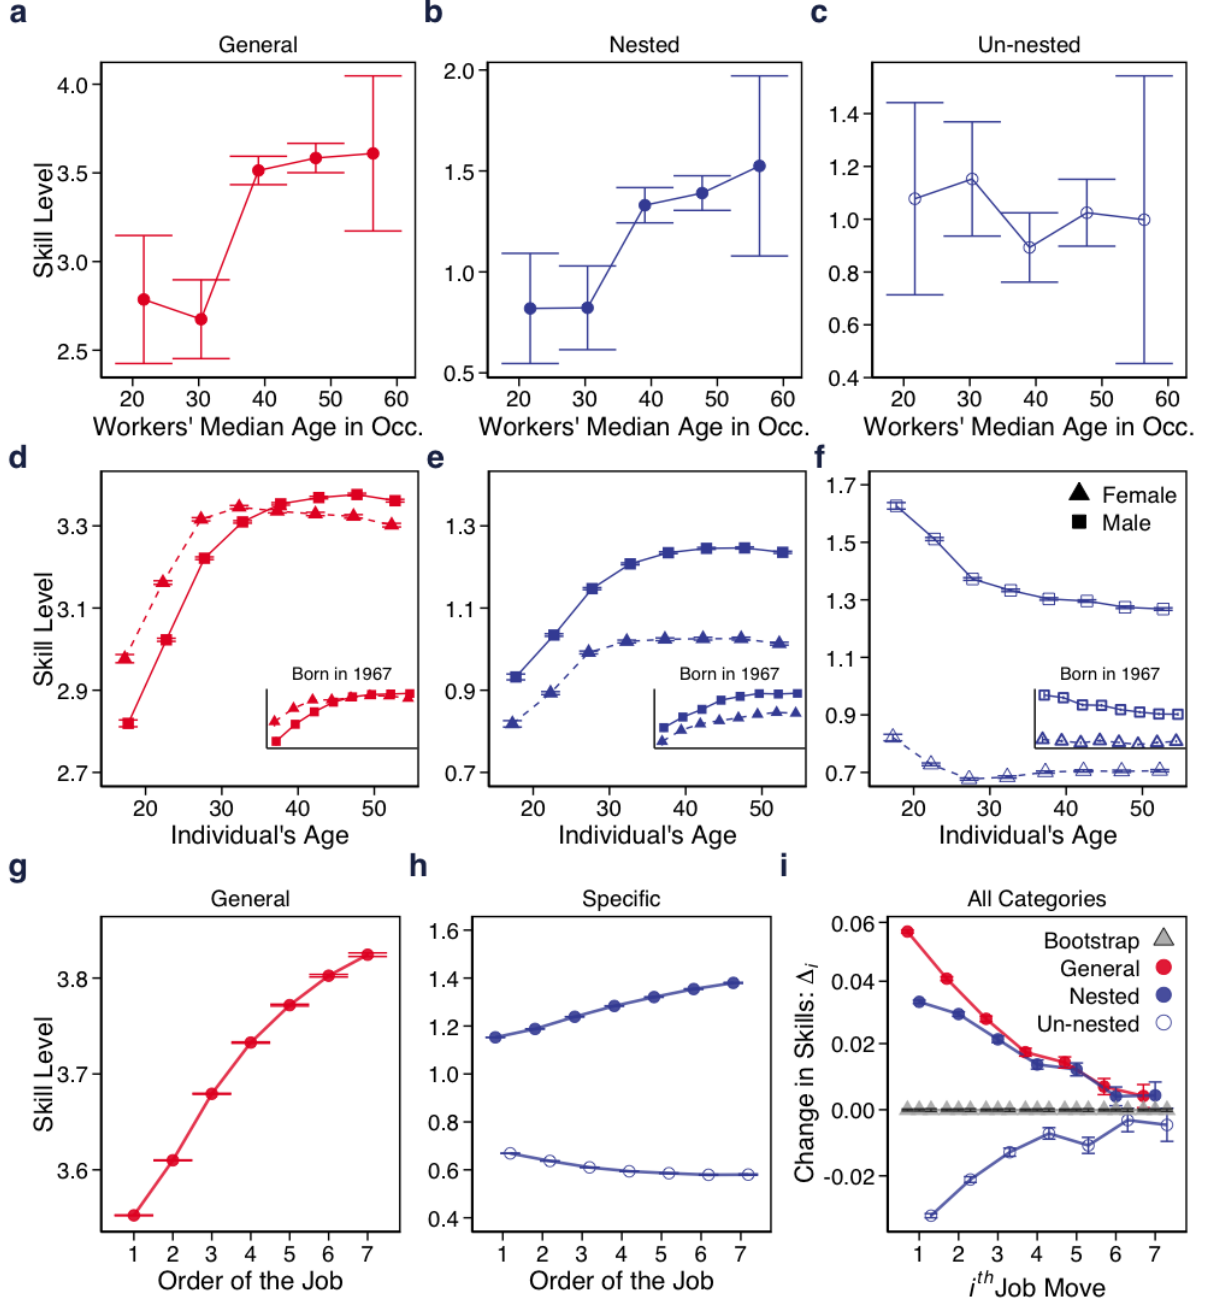 a
b
c
General
Nested
Un-nested
Skill Level
4.0
3.5
3.0
2.5
2.0
1.5
1.0
0.5
1.4
1.2
1.0
0.8
0.6
0.4
20 30 40 50 60
20 30 40 50 60
20 30 40 50 60
Workers' Median Age in Occ.
Workers' Median Age in Occ.
Workers' Median Age in Occ.
d
e
f
Skill Level
3.3
3.1
2.9
2.7
Born in 1967
1.3
1.1
0.9
0.7
Born in 1967
1.7
1.5
1.3
1.1
0.9
0.7
Female
Male
Born in 1967
20 30 40 50
20 30 40 50
20 30 40 50
Individual's Age
Individual's Age
Individual's Age
g
h
i
General
Specific
All Categories
Skill Level
3.8
3.7
3.6
1.6
1.4
1.2
1.0
0.8
0.6
0.4
Change in Skills: Δi
0.06
0.04
0.02
0.00
-0.02
Bootstrap
General
Nested
Un-nested
1 2 3 4 5 6 7
1 2 3 4 5 6 7
1 2 3 4 5 6 7
Order of the Job
Order of the Job
ith Job Move